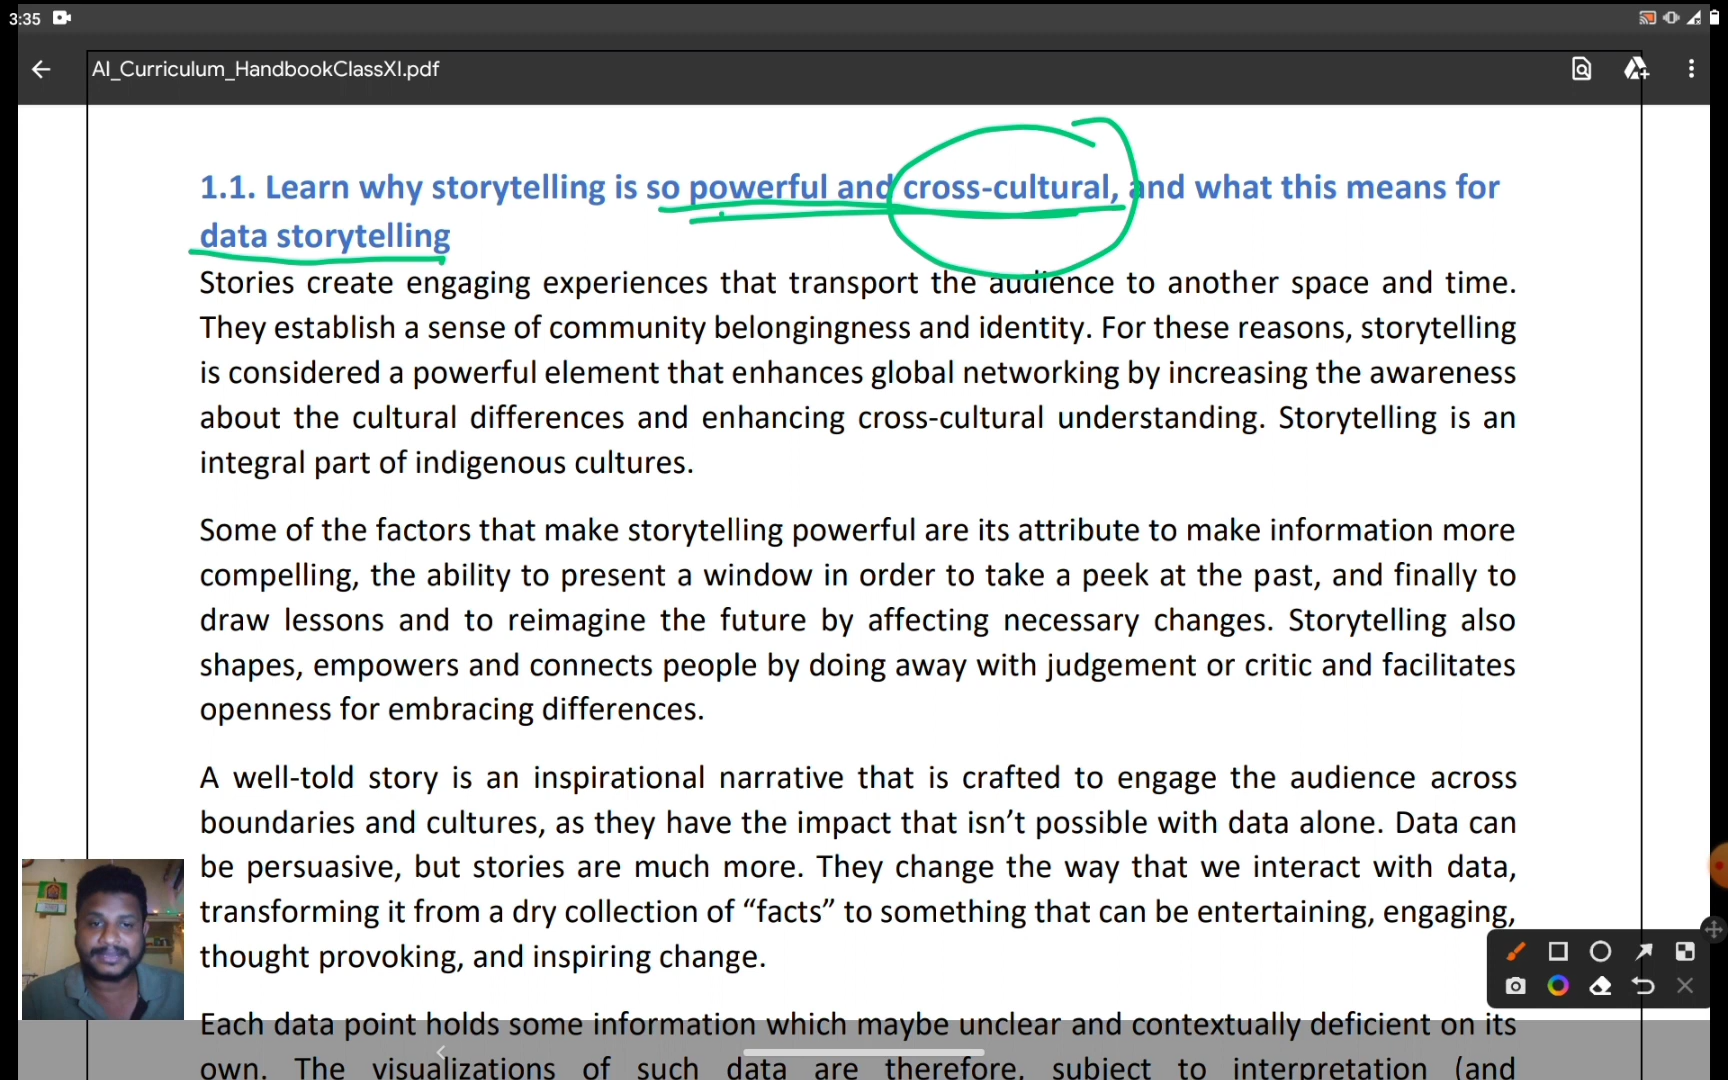 3:35
AI_Curriculum_HandbookClassXI.pdf
1.1. Learn why storytelling is so powerful and cross-cultural, and what this means for
data storytelling
Stories create engaging experiences that transport the audience to another space and time.
They establish a sense of community belongingness and identity. For these reasons, storytelling
is considered a powerful element that enhances global networking by increasing the awareness
about the cultural differences and enhancing cross-cultural understanding. Storytelling is an
integral part of indigenous cultures.
Some of the factors that make storytelling powerful are its attribute to make information more
compelling, the ability to present a window in order to take a peek at the past, and finally to
draw lessons and to reimagine the future by affecting necessary changes. Storytelling also
shapes, empowers and connects people by doing away with judgement or critic and facilitates
openness for embracing differences.
A well-told story is an inspirational narrative that is crafted to engage the audience across
boundaries and cultures, as they have the impact that isn’t possible with data alone. Data can
be persuasive, but stories are much more. They change the way that we interact with data,
transforming it from a dry collection of “facts” to something that can be entertaining, engaging,
thought provoking, and inspiring change.
Each data point holds some information which maybe unclear and contextually deficient on its
own. The visualizations of such data are therefore, subject to interpretation (and